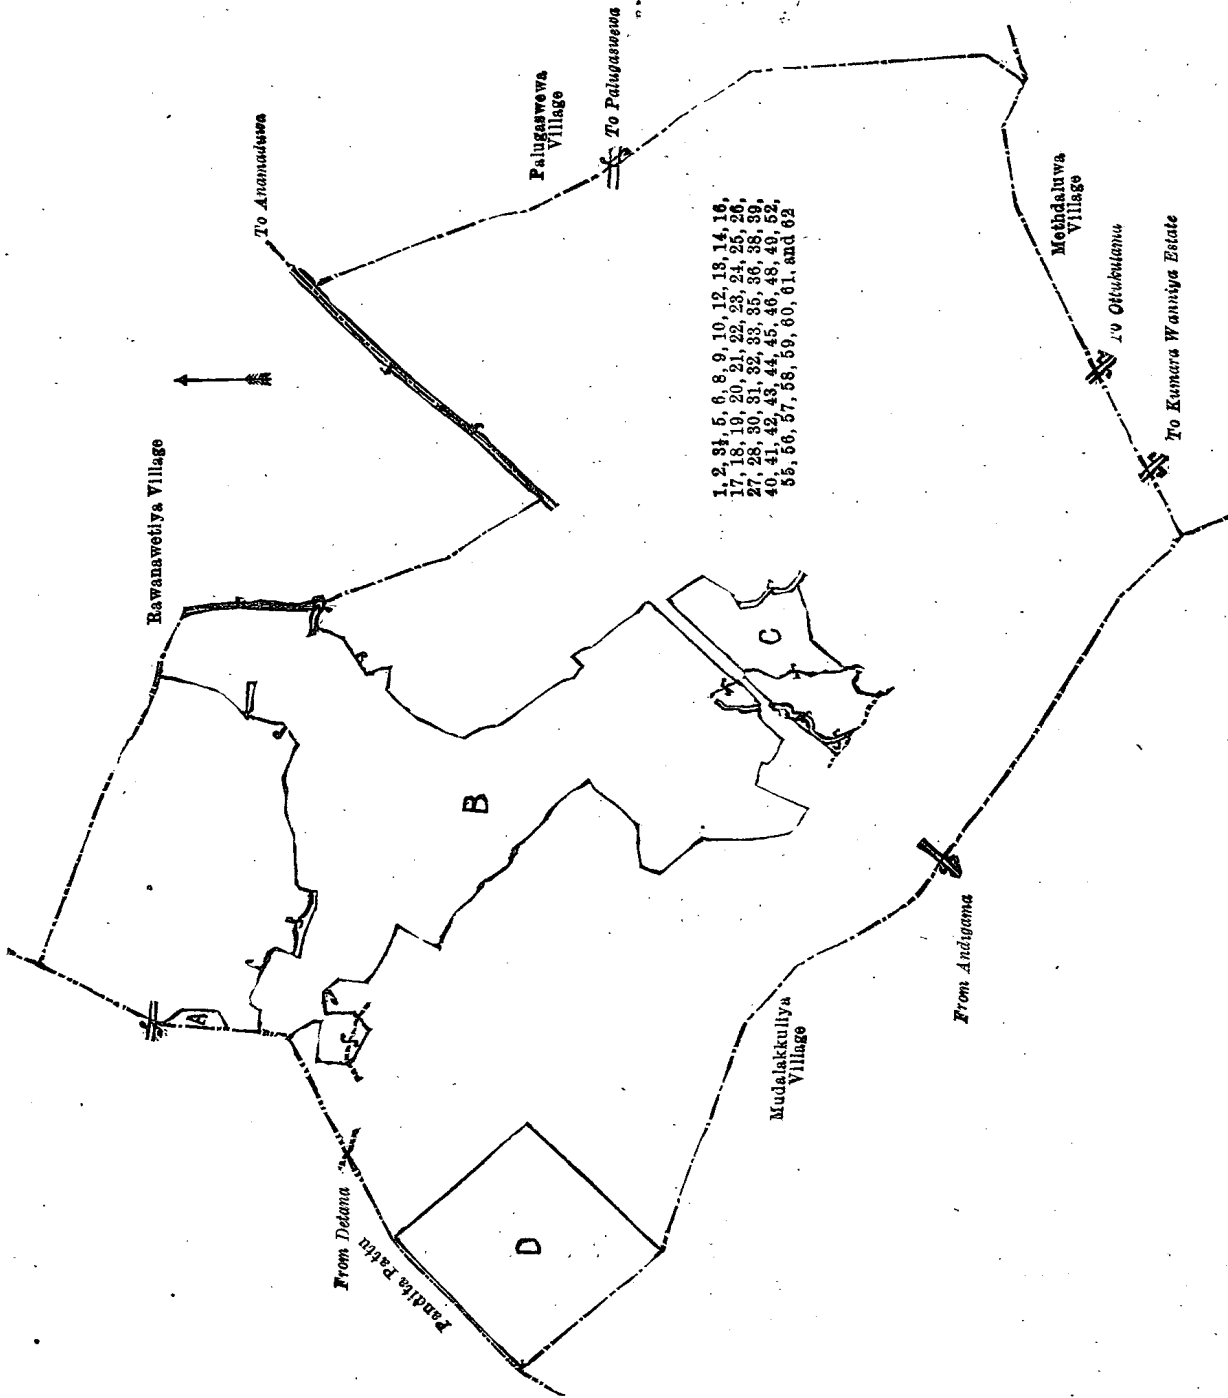 To Anamaduwa
Palugaswewa
Village
To Palugaswewa
Rawanawetiya Village
1, 2, 3½, 5, 6, 8, 9, 10, 12, 13, 14, 16,
17, 18, 19, 20, 21, 22, 23, 24, 25, 26,
27, 28, 30, 31, 32, 33, 35, 36, 38, 39,
40, 41, 42, 43, 44, 45, 46, 48, 49, 52,
55, 56, 57, 58, 59, 60, 61, and 62
Methdaluwa
Village
To Ottukulama
To Kumara Wanniya Estate
A
B
C
D
From Detana
Pandita Pattu
Mudalakkuliya
Village
From Andigama